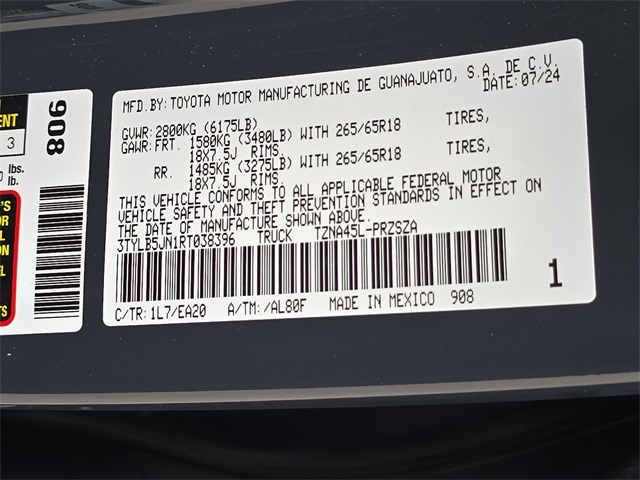 MFD.BY: TOYOTA MOTOR MANUFACTURING DE GUANAJUATO, S.A. DE C.V.
DATE: 07/24
GVWR: 2800KG (6175LB)
GAWR: FRT. 1580KG (3480LB) WITH 265/65R18 TIRES,
18X7.5J RIMS.
RR. 1485KG (3275LB) WITH 265/65R18 TIRES,
18X7.5J RIMS.
THIS VEHICLE CONFORMS TO ALL APPLICABLE FEDERAL MOTOR
VEHICLE SAFETY AND THEFT PREVENTION STANDARDS IN EFFECT ON
THE DATE OF MANUFACTURE SHOWN ABOVE.
3TYLB5JN1RT038396 TRUCK TZNA45L-PRZSZA
1
C/TR: 1L7/EA20 A/TM: /AL80F MADE IN MEXICO 908
908
3
lbs.
lb.